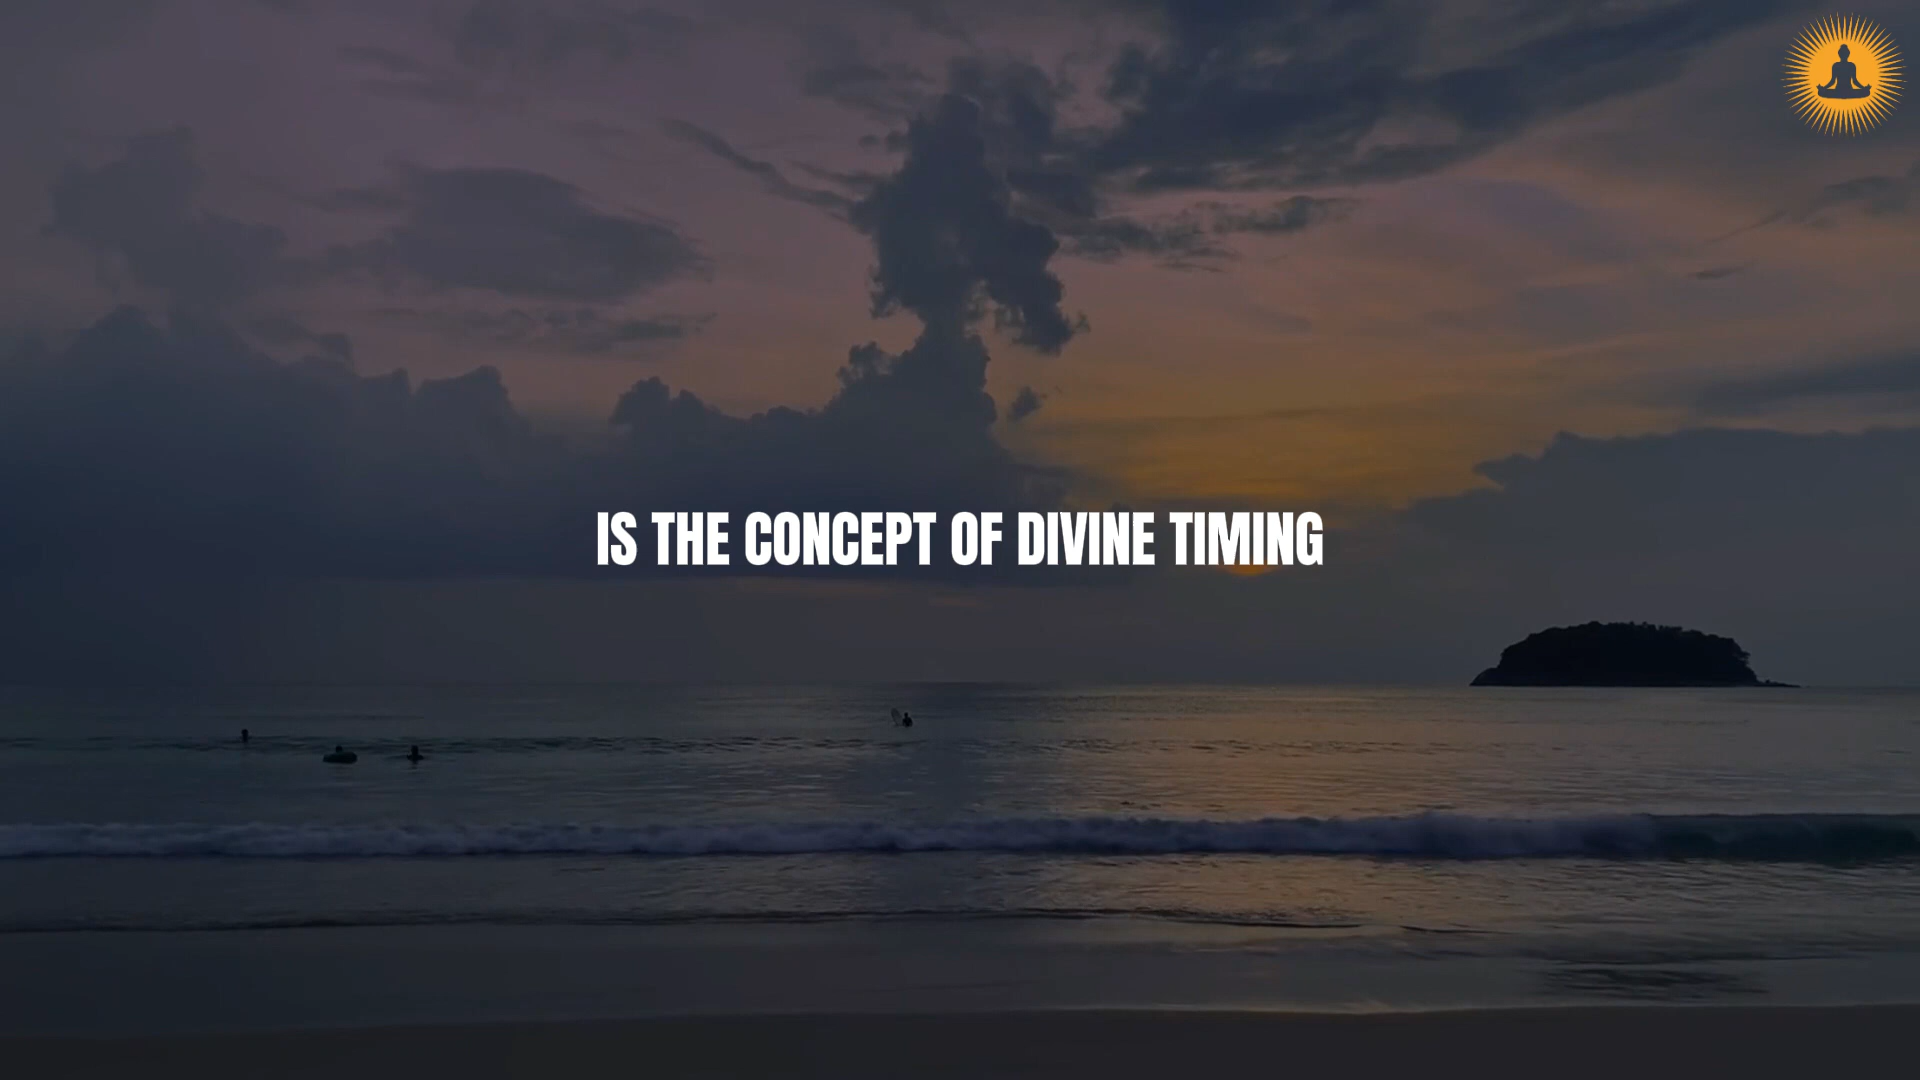 IS THE CONCEPT OF DIVINE TIMING